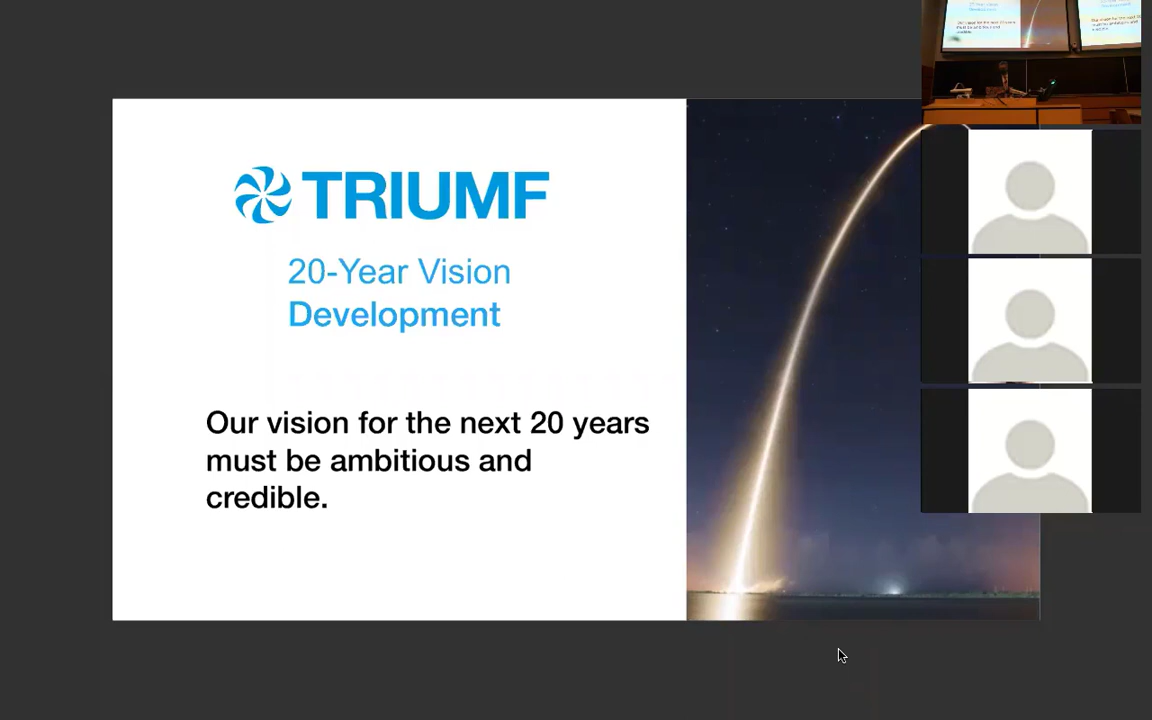 TRIUMF
20-Year Vision
Development
Our vision for the next 20 years
must be ambitious and
credible.